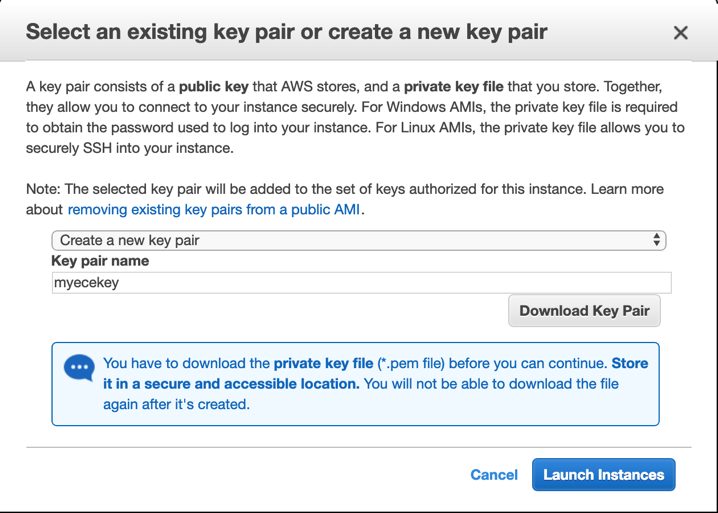 Select an existing key pair or create a new key pair
A key pair consists of a public key that AWS stores, and a private key file that you store. Together,
they allow you to connect to your instance securely. For Windows AMIs, the private key file is required
to obtain the password used to log into your instance. For Linux AMIs, the private key file allows you to
securely SSH into your instance.
Note: The selected key pair will be added to the set of keys authorized for this instance. Learn more
about removing existing key pairs from a public AMI.
Create a new key pair
Key pair name
myecekey
Download Key Pair
You have to download the private key file (*.pem file) before you can continue. Store
it in a secure and accessible location. You will not be able to download the file
again after it's created.
Cancel
Launch Instances